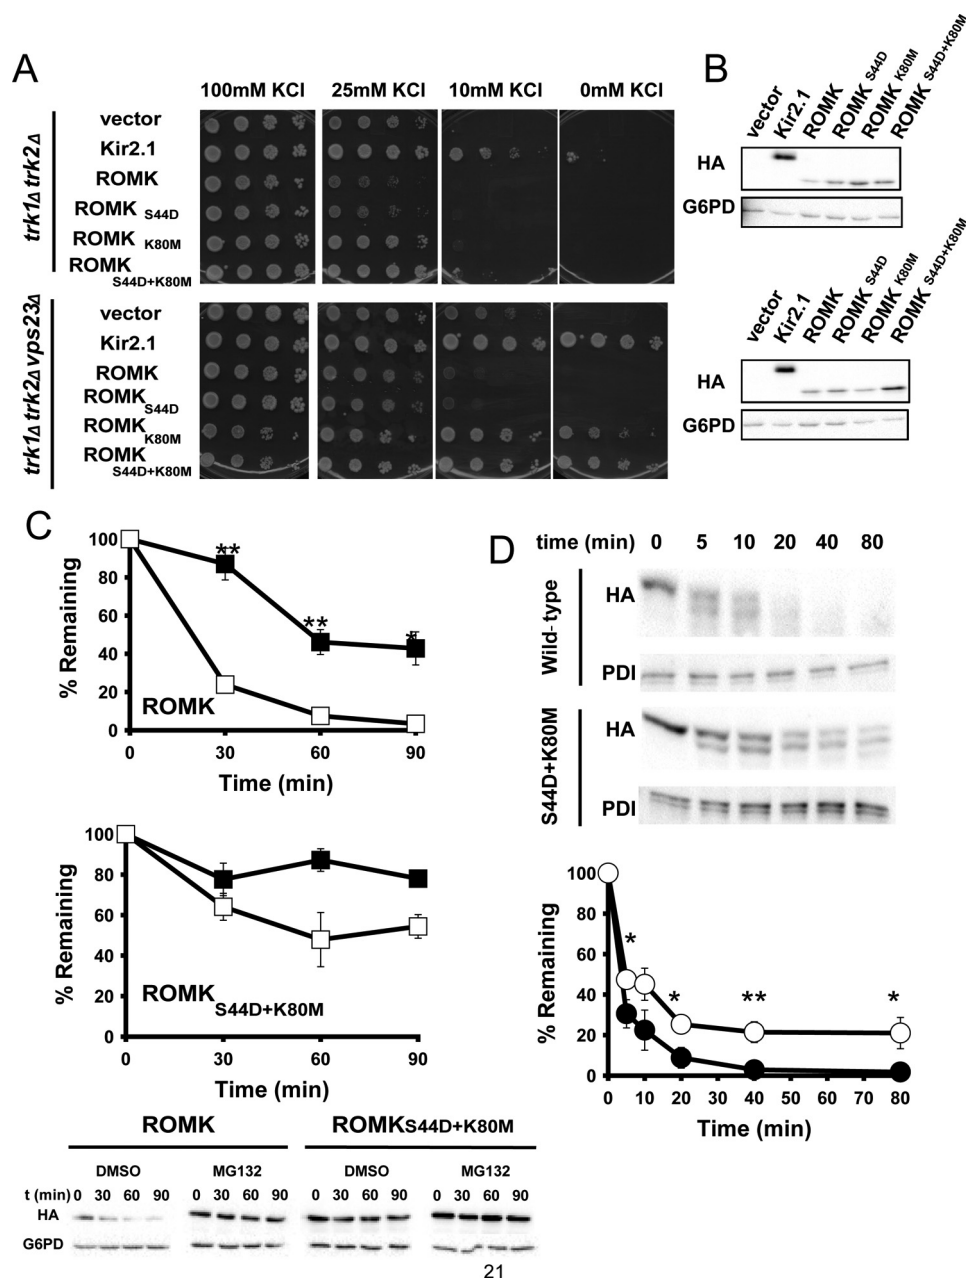 A
100mM KCl 25mM KCl 10mM KCl 0mM KCl
trk1Δ trk2Δ
vector
Kir2.1
ROMK
ROMK S44D
ROMK K80M
ROMK S44D+K80M
trk1Δ trk2Δ vps23Δ
vector
Kir2.1
ROMK
ROMK S44D
ROMK K80M
ROMK S44D+K80M
B
vector Kir2.1 ROMK ROMK S44D ROMK K80M ROMK S44D+K80M
HA
G6PD
vector Kir2.1 ROMK ROMK S44D ROMK K80M ROMK S44D+K80M
HA
G6PD
C
% Remaining
100
80
60
40
20
0
** ** *
ROMK
0 30 60 90
Time (min)
% Remaining
100
80
60
40
20
0
ROMK S44D+K80M
0 30 60 90
Time (min)
ROMK ROMKS44D+K80M
DMSO MG132 DMSO MG132
t (min) 0 30 60 90 0 30 60 90 0 30 60 90 0 30 60 90
HA
G6PD
D
time (min) 0 5 10 20 40 80
Wild-type
HA
PDI
S44D+K80M
HA
PDI
% Remaining
100
80
60
40
20
0
* * ** *
0 10 20 30 40 50 60 70 80
Time (min)
21